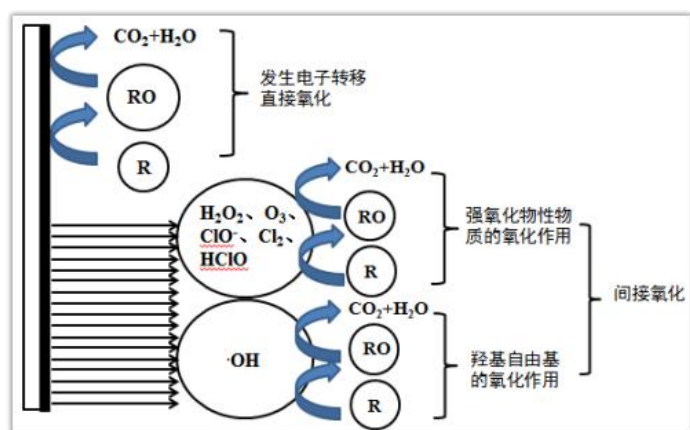 CO₂+H₂O
RO
R
发生电子转移
直接氧化
H₂O₂、O₃、
ClO⁻、Cl₂、
HClO
CO₂+H₂O
RO
R
强氧化物性物
质的氧化作用
间接氧化
·OH
CO₂+H₂O
RO
R
羟基自由基
的氧化作用